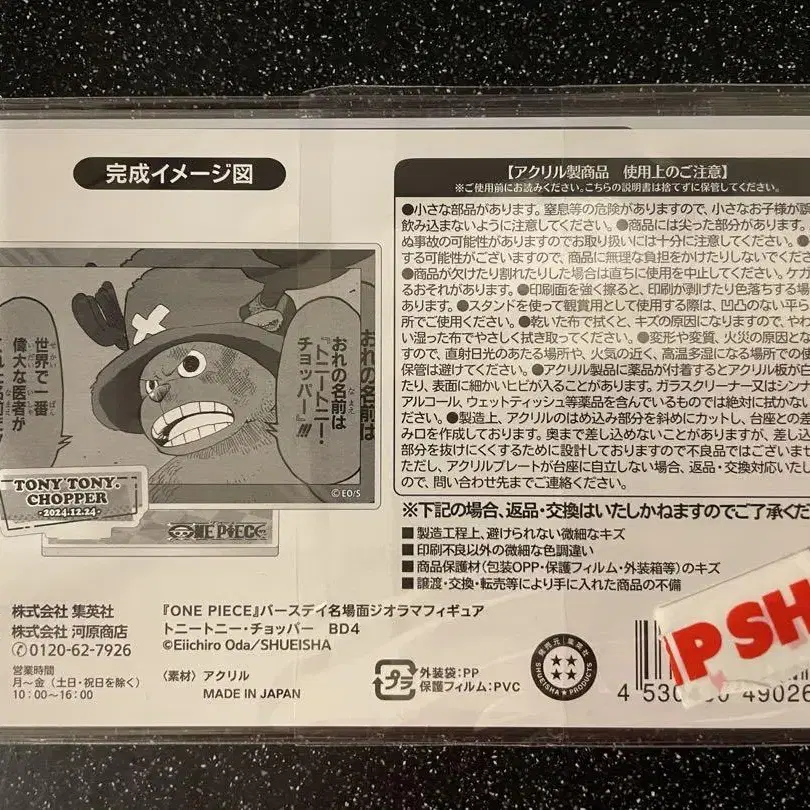 完成イメージ図
おれの名前は
『トニートニー・
チョッパー』!!!
世界で一番
偉大な医者が
TONY TONY.
CHOPPER
-2024.12.24-
©EO/S
ONE PIECE
【アクリル製商品 使用上のご注意】
※ご使用前にお読みください。こちらの説明書は捨てずに保管してください。
●小さな部品があります。窒息等の危険がありますので、小さなお子様が誤
飲み込まないように注意してください。●商品には尖った部分があります。
ぬ事故の可能性がありますのでお取り扱いには十分に注意してください。●
する可能性がございますので、商品に無理な負担をかけたりしないでくださ
●商品が欠けたり割れたりした場合は直ちに使用を中止してください。ケガ
るおそれがあります。●印刷面を強く擦ると、印刷が剥げたり色落ちする場
あります。●スタンドを使って観賞用として使用する際は、凹凸のない平ら
所でご使用ください。●乾いた布で拭くと、キズの原因になりますので、やわ
い湿った布でやさしく拭き取ってください。●変形や変質、火災の原因とな
すので、直射日光のあたる場所や、火気の近く、高温多湿になる場所での使
保管は避けてください。●アクリル製品に薬品が付着するとアクリル板が白
たり、表面に細かいヒビが入ることがあります。ガラスクリーナー又はシンナ
アルコール、ウェットティッシュ等薬品を含んでいるものでは絶対に拭かない
ださい。●製造上、アクリルのはめ込み部分を斜めにカットし、台座との差
み口を作成しております。奥まで差し込めないことがありますが、差し込
部分を抜けにくくするために設計しておりますので不良品ではございませ
ただし、アクリルプレートが台座に自立しない場合、返品・交換対応いたし
ので、問い合わせ先までご連絡ください。
※下記の場合、返品・交換はいたしかねますのでご了承くだ
■製造工程上、避けられない微細なキズ
■印刷不良以外の微細な色調違い
■商品保護材(包装OPP・保護フィルム・外装箱等)のキズ
■譲渡・交換・転売等により手に入れた商品の不備
株式会社 集英社
株式会社 河原商店
✆0120-62-7926
営業時間
月〜金(土日・祝日を除く)
10:00〜16:00
『ONE PIECE』バースデイ名場面ジオラマフィギュア
トニートニー・チョッパー BD4
©Eiichiro Oda/SHUEISHA
〈素材〉アクリル
MADE IN JAPAN
プラ
外装袋:PP
保護フィルム:PVC
発売元 集英社
SHUEISHA PRODUCTS
P SH